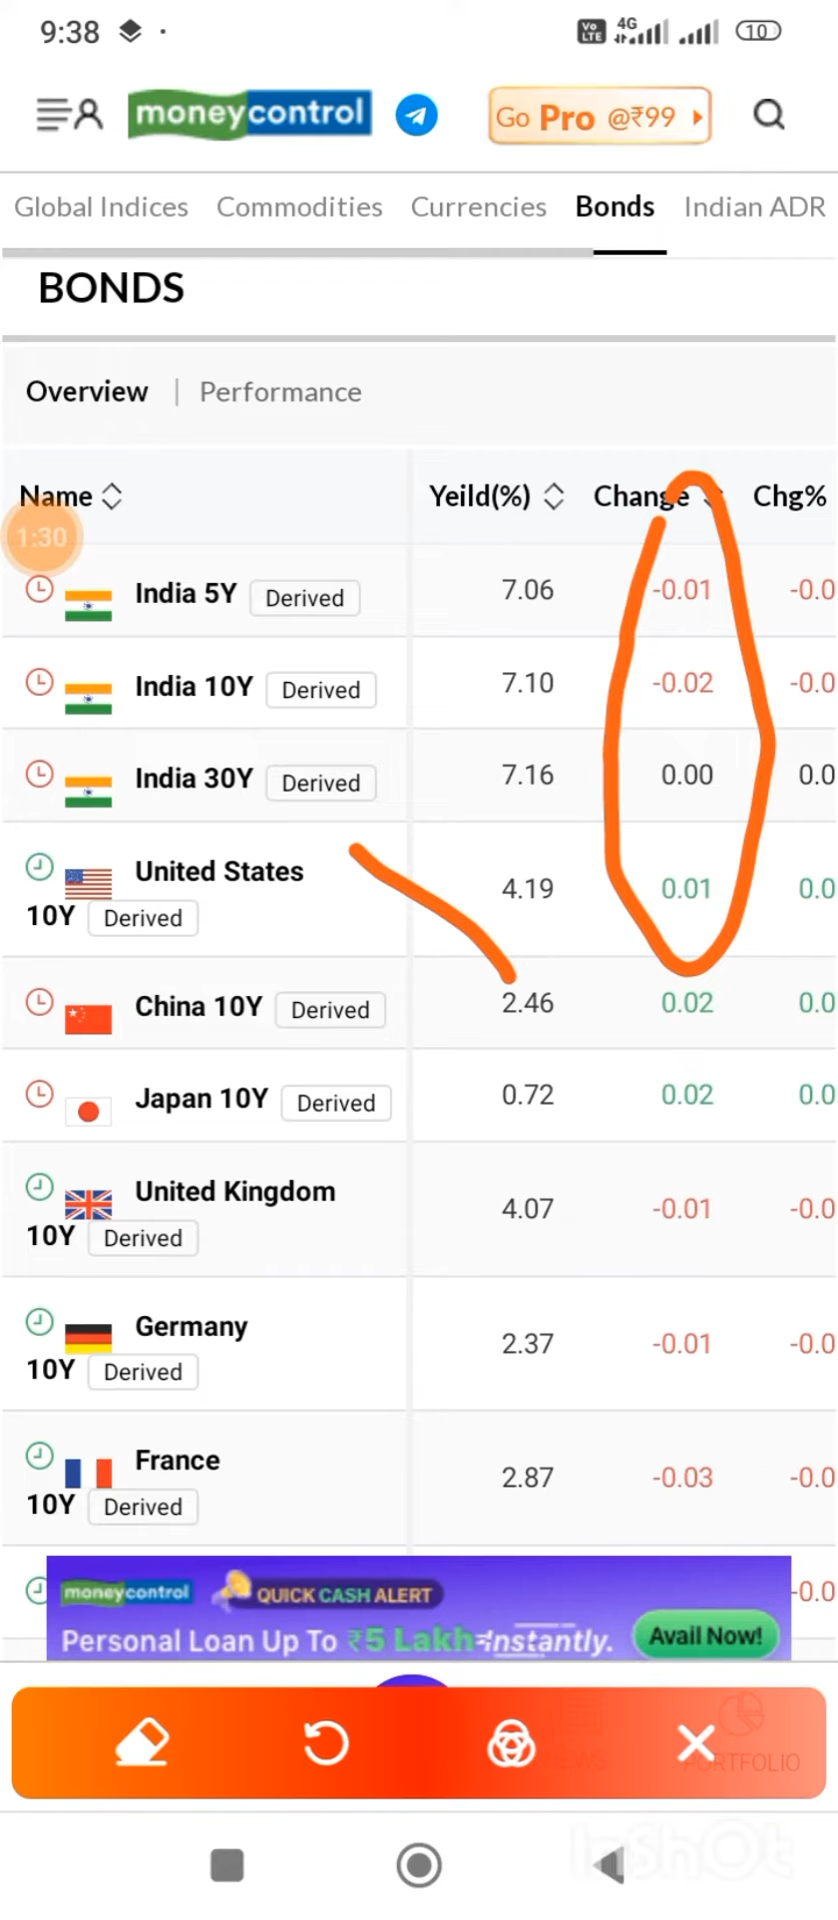 9:38 Vo LTE 4G 10
moneycontrol Go Pro @₹99
Global Indices Commodities Currencies Bonds Indian ADR
BONDS
Overview | Performance
Name Yeild(%) Change Chg%
1:30
India 5Y Derived 7.06 -0.01 -0.0
India 10Y Derived 7.10 -0.02 -0.0
India 30Y Derived 7.16 0.00 0.0
United States
10Y Derived 4.19 0.01 0.0
China 10Y Derived 2.46 0.02 0.0
Japan 10Y Derived 0.72 0.02 0.0
United Kingdom
10Y Derived 4.07 -0.01 -0.0
Germany
10Y Derived 2.37 -0.01 -0.0
France
10Y Derived 2.87 -0.03 -0.0
moneycontrol QUICK CASH ALERT -0.0
Personal Loan Up To ₹5 Lakh Instantly. Avail Now!
PORTFOLIO
InShOt